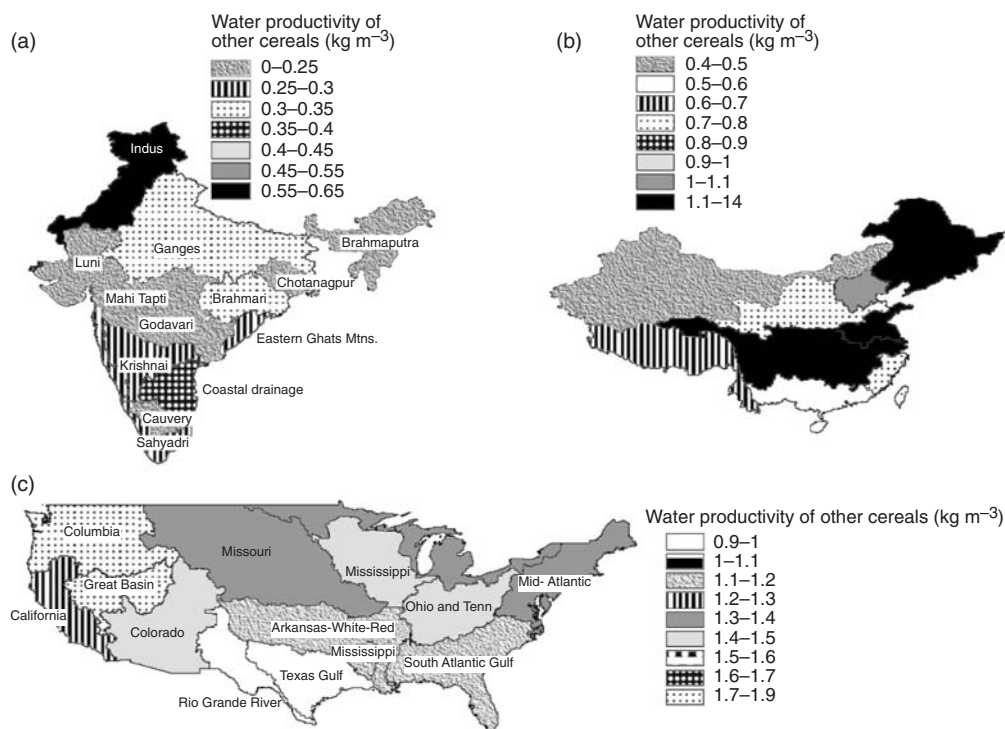 (a)
Water productivity of
other cereals (kg m⁻³)
0–0.25
0.25–0.3
0.3–0.35
0.35–0.4
0.4–0.45
0.45–0.55
0.55–0.65
Indus
Ganges
Brahmaputra
Luni
Chotanagpur
Mahi Tapti
Brahmari
Godavari
Eastern Ghats Mtns.
Krishnai
Coastal drainage
Cauvery
Sahyadri
(b)
Water productivity of
other cereals (kg m⁻³)
0.4–0.5
0.5–0.6
0.6–0.7
0.7–0.8
0.8–0.9
0.9–1
1–1.1
1.1–14
(c)
Columbia
Missouri
Mississippi
Mid- Atlantic
Great Basin
California
Ohio and Tenn
Colorado
Arkansas-White-Red
Mississippi
South Atlantic Gulf
Texas Gulf
Rio Grande River
Water productivity of other cereals (kg m⁻³)
0.9–1
1–1.1
1.1–1.2
1.2–1.3
1.3–1.4
1.4–1.5
1.5–1.6
1.6–1.7
1.7–1.9